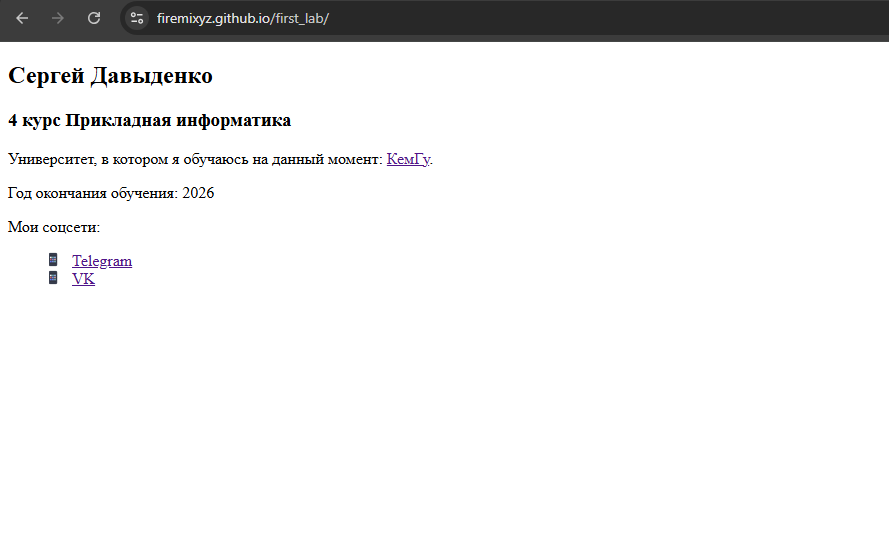 firemixyz.github.io/first_lab/
Сергей Давыденко
4 курс Прикладная информатика
Университет, в котором я обучаюсь на данный момент: КемГу.
Год окончания обучения: 2026
Мои соцсети:
Telegram
VK